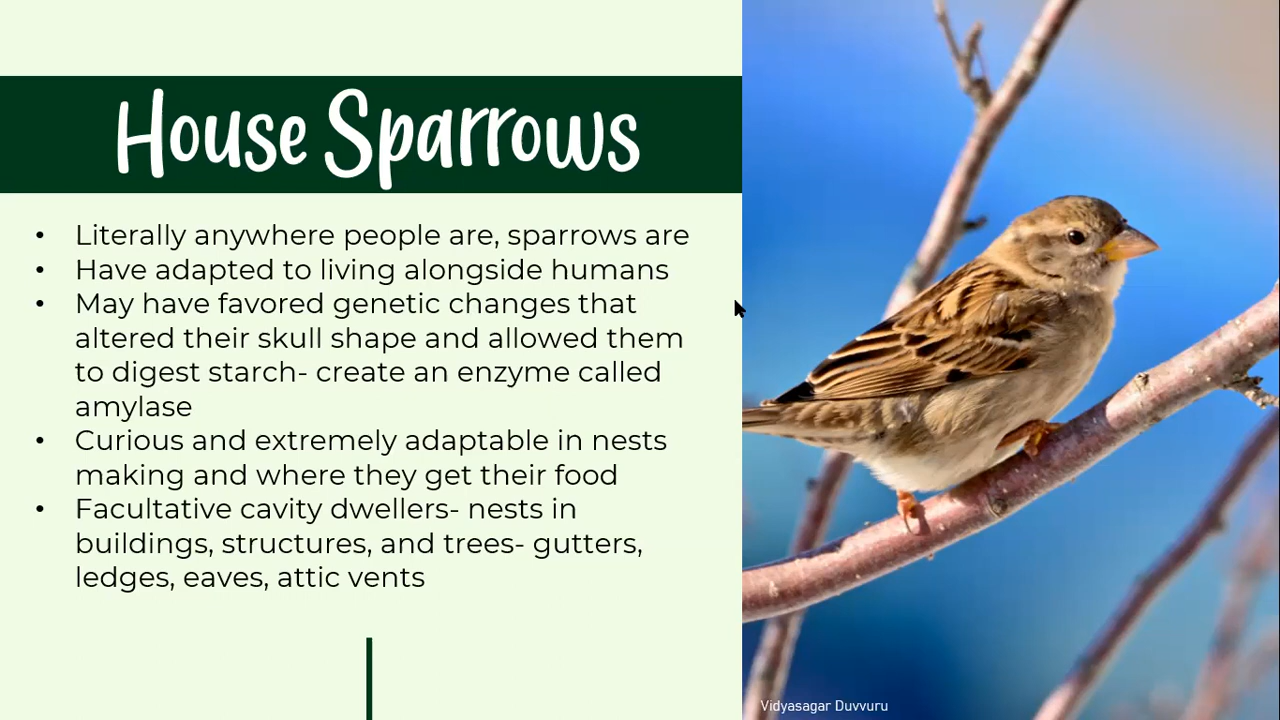 House Sparrows
• Literally anywhere people are, sparrows are
• Have adapted to living alongside humans
• May have favored genetic changes that
altered their skull shape and allowed them
to digest starch- create an enzyme called
amylase
• Curious and extremely adaptable in nests
making and where they get their food
• Facultative cavity dwellers- nests in
buildings, structures, and trees- gutters,
ledges, eaves, attic vents
Vidyasagar Duvvuru